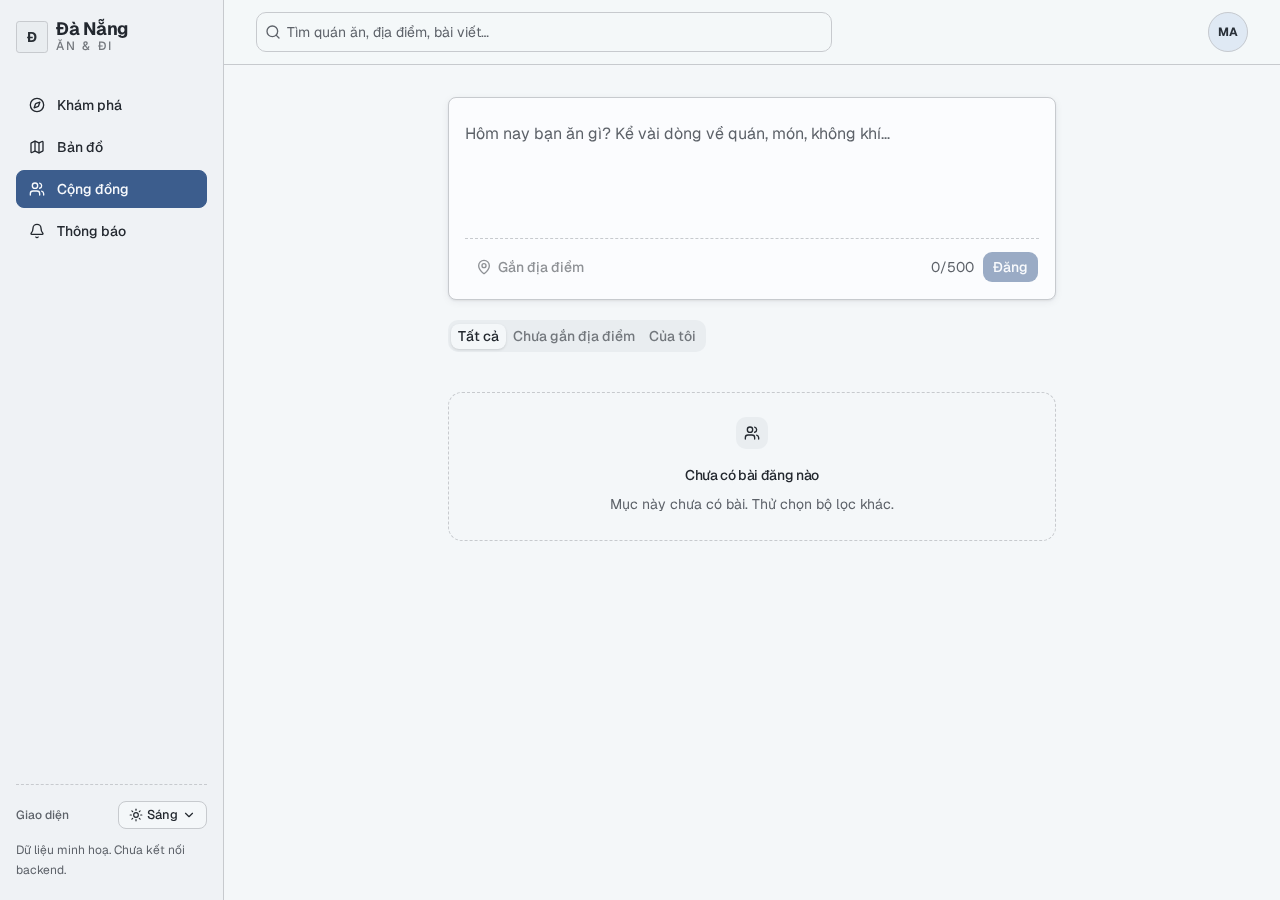 Đ
Đà Nẵng
ĂN & ĐI
Tìm quán ăn, địa điểm, bài viết…
MA
Khám phá
Bản đồ
Cộng đồng
Thông báo
Hôm nay bạn ăn gì? Kể vài dòng về quán, món, không khí…
Gắn địa điểm
0/500
Đăng
Tất cả
Chưa gắn địa điểm
Của tôi
Chưa có bài đăng nào
Mục này chưa có bài. Thử chọn bộ lọc khác.
Giao diện
Sáng
Dữ liệu minh hoạ. Chưa kết nối
backend.